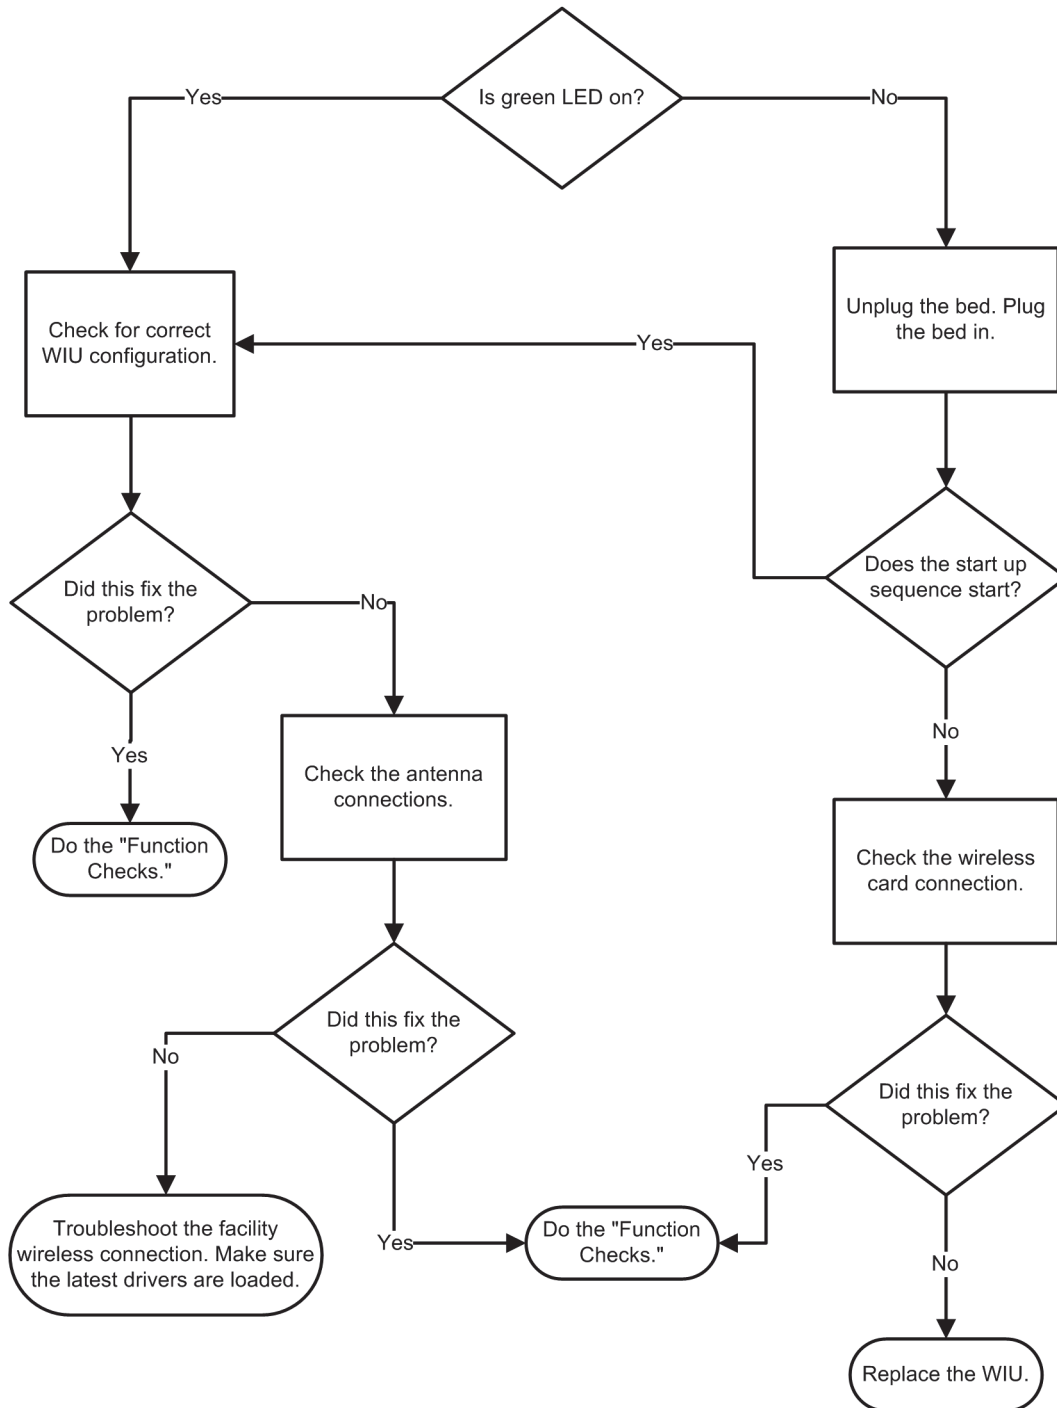 Is green LED on?
Yes
No
Check for correct
WIU configuration.
Unplug the bed. Plug
the bed in.
Yes
Does the start up
sequence start?
Did this fix the
problem?
No
Yes
No
Check the antenna
connections.
Do the "Function
Checks."
Check the wireless
card connection.
Did this fix the
problem?
No
Did this fix the
problem?
Yes
Troubleshoot the facility
wireless connection. Make sure
the latest drivers are loaded.
Yes
Do the "Function
Checks."
No
Replace the WIU.